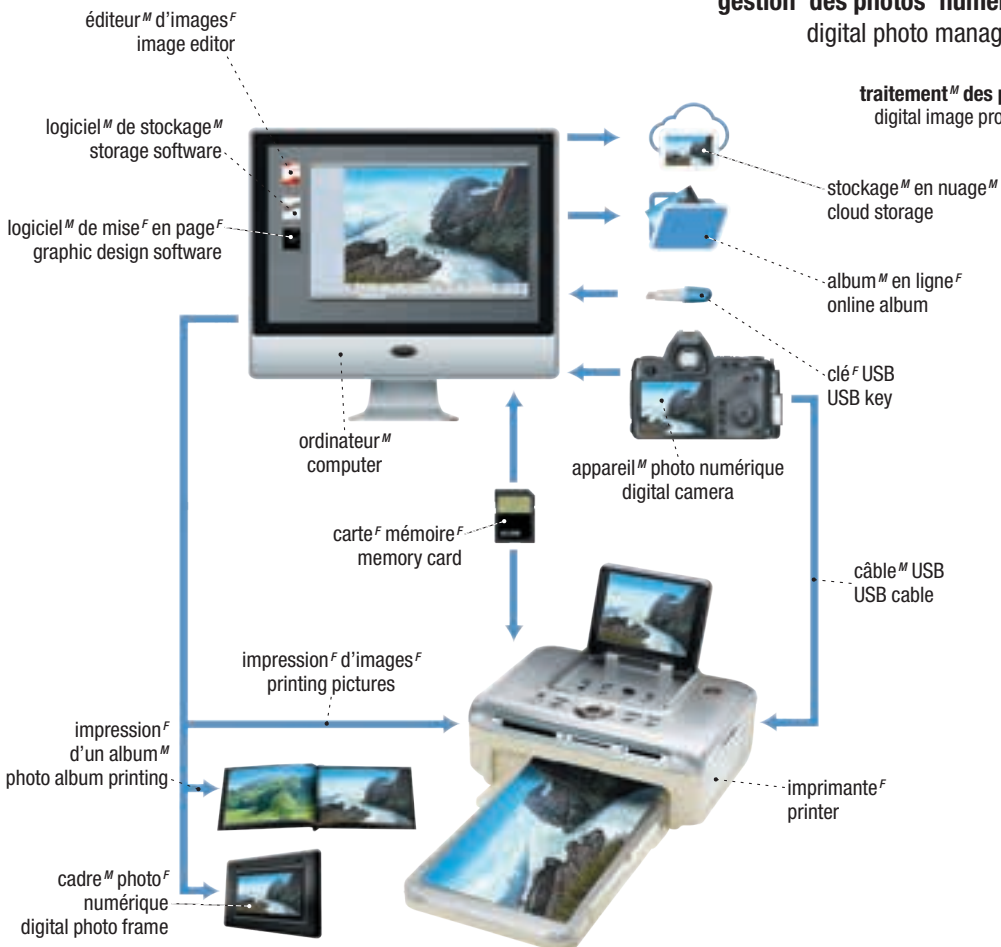 gestion des photos
digital photo manag
traitement M des p
digital image pro
éditeur M d'images F
image editor
logiciel M de stockage M
storage software
logiciel M de mise F en page F
graphic design software
stockage M en nuage M
cloud storage
album M en ligne F
online album
clé F USB
USB key
ordinateur M
computer
appareil M photo numérique
digital camera
carte F mémoire F
memory card
câble M USB
USB cable
impression F d'images F
printing pictures
impression F
d'un album M
photo album printing
imprimante F
printer
cadre M photo F
numérique
digital photo frame